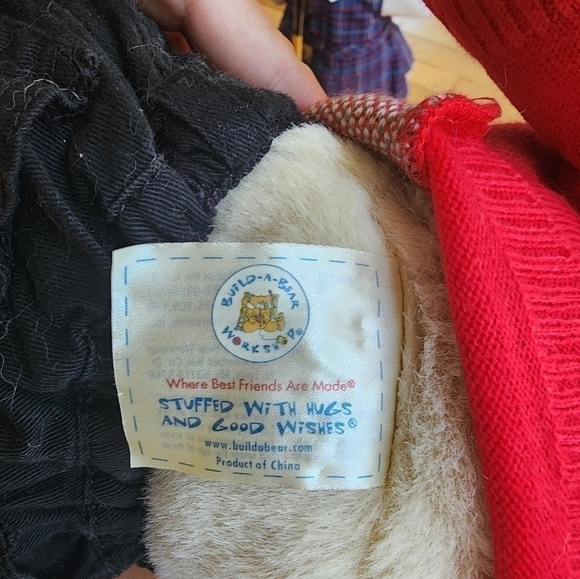 BUILD-A-BEAR
WORKSHOP®
Where Best Friends Are Made®
STUFFED WITH HUGS
AND GOOD WISHES®
www.buildabear.com
Product of China